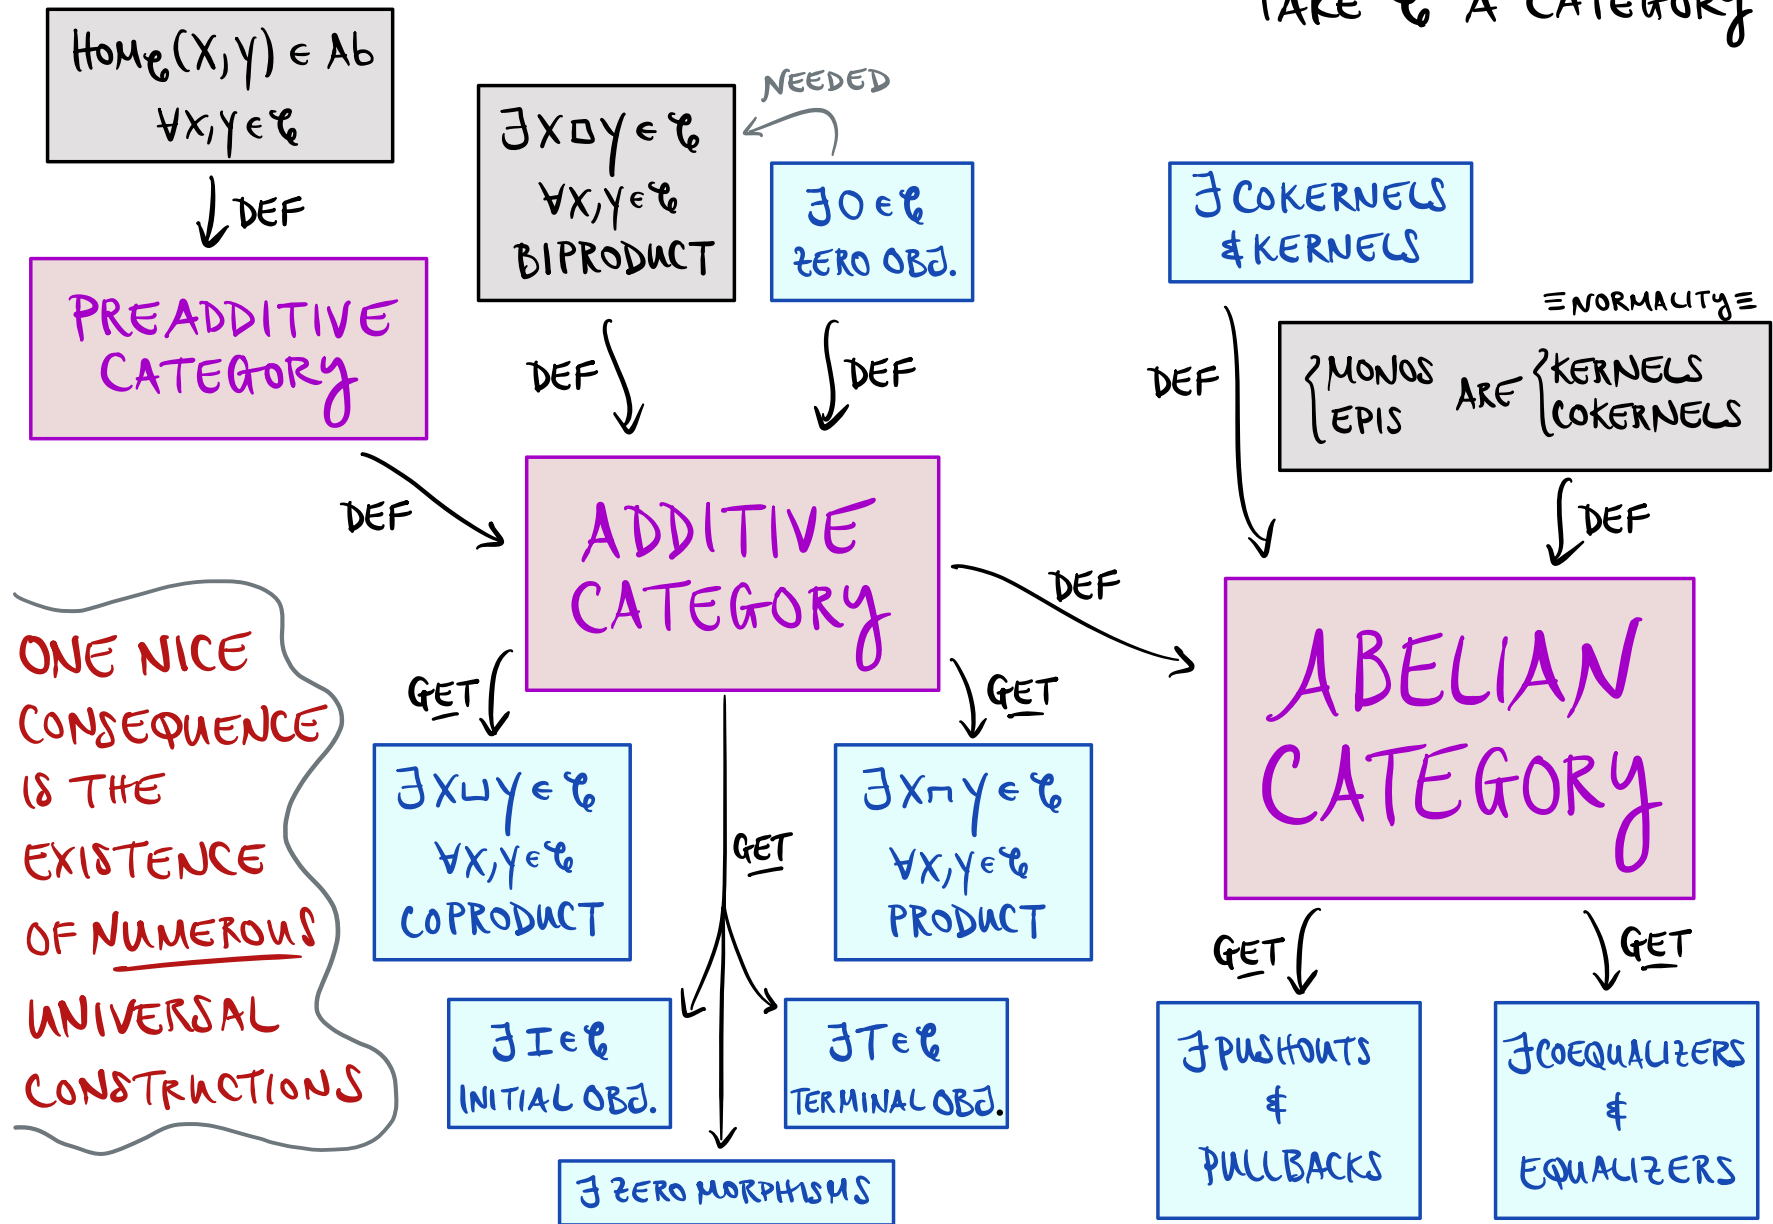 TAKE 𝒞 A CATEGORY
Hom𝒞(X,Y) ∈ Ab
∀X,Y ∈ 𝒞
DEF
PREADDITIVE
CATEGORY
DEF
∃X□Y ∈ 𝒞
∀X,Y ∈ 𝒞
BIPRODUCT
NEEDED
∃O ∈ 𝒞
ZERO OBJ.
DEF
DEF
ADDITIVE
CATEGORY
∃ COKERNELS
& KERNELS
DEF
≡NORMALITY≡
{MONOS ARE {KERNELS
{EPIS {COKERNELS
DEF
DEF
ABELIAN
CATEGORY
ONE NICE
CONSEQUENCE
IS THE
EXISTENCE
OF NUMEROUS
UNIVERSAL
CONSTRUCTIONS
GET
∃X⊔Y ∈ 𝒞
∀X,Y ∈ 𝒞
COPRODUCT
GET
∃X⊓Y ∈ 𝒞
∀X,Y ∈ 𝒞
PRODUCT
GET
∃I ∈ 𝒞
INITIAL OBJ.
∃T ∈ 𝒞
TERMINAL OBJ.
∃ ZERO MORPHISMS
GET
∃ PUSHOUTS
&
PULLBACKS
GET
∃ COEQUALIZERS
&
EQUALIZERS